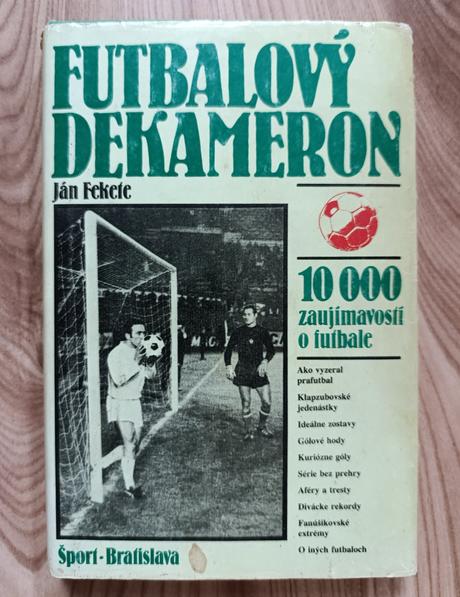 FUTBALOVÝ
DEKAMERON
Ján Fekete
10 000
zaujímavostí
o futbale
Ako vyzeral
prafutbal
Klapzubovské
jedenástky
Ideálne zostavy
Gólové hody
Kuriózne góly
Série bez prehry
Aféry a tresty
Divácke rekordy
Fanúšikovské
extrémy
O iných futbaloch
Šport-Bratislava